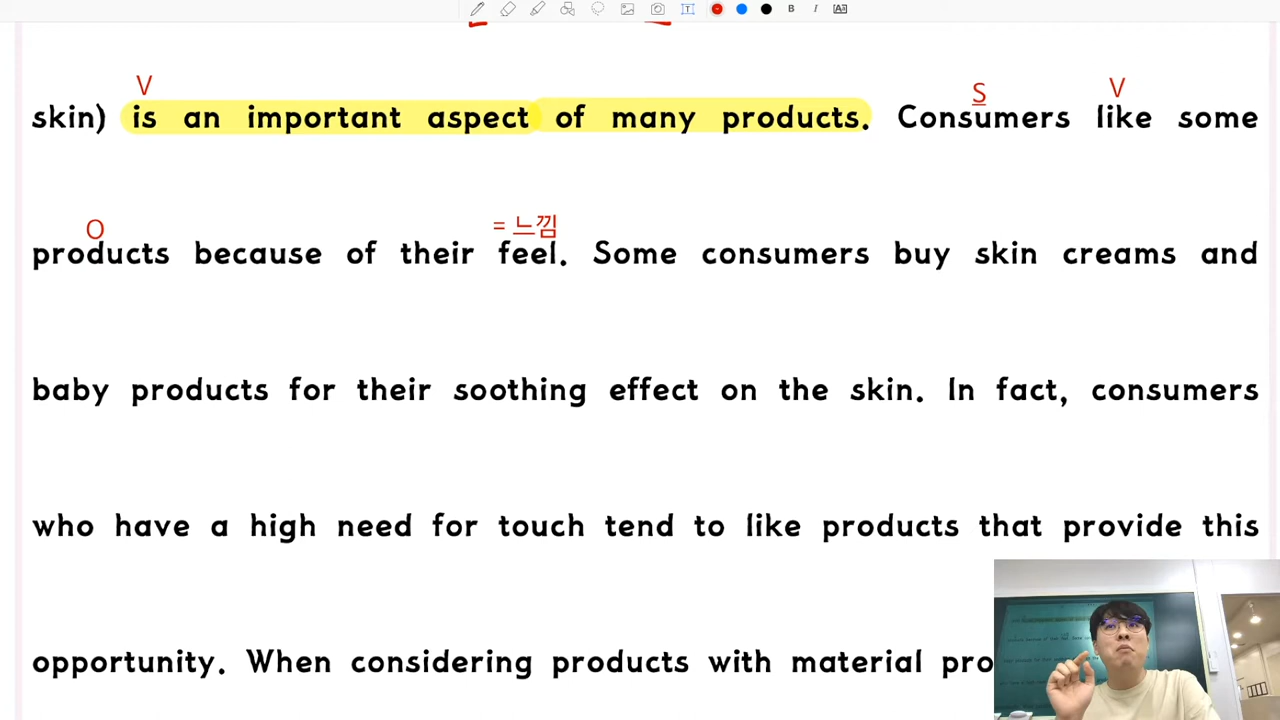 B I A
V S V
skin) is an important aspect of many products. Consumers like some
O = 느낌
products because of their feel. Some consumers buy skin creams and
baby products for their soothing effect on the skin. In fact, consumers
who have a high need for touch tend to like products that provide this
opportunity. When considering products with material pro